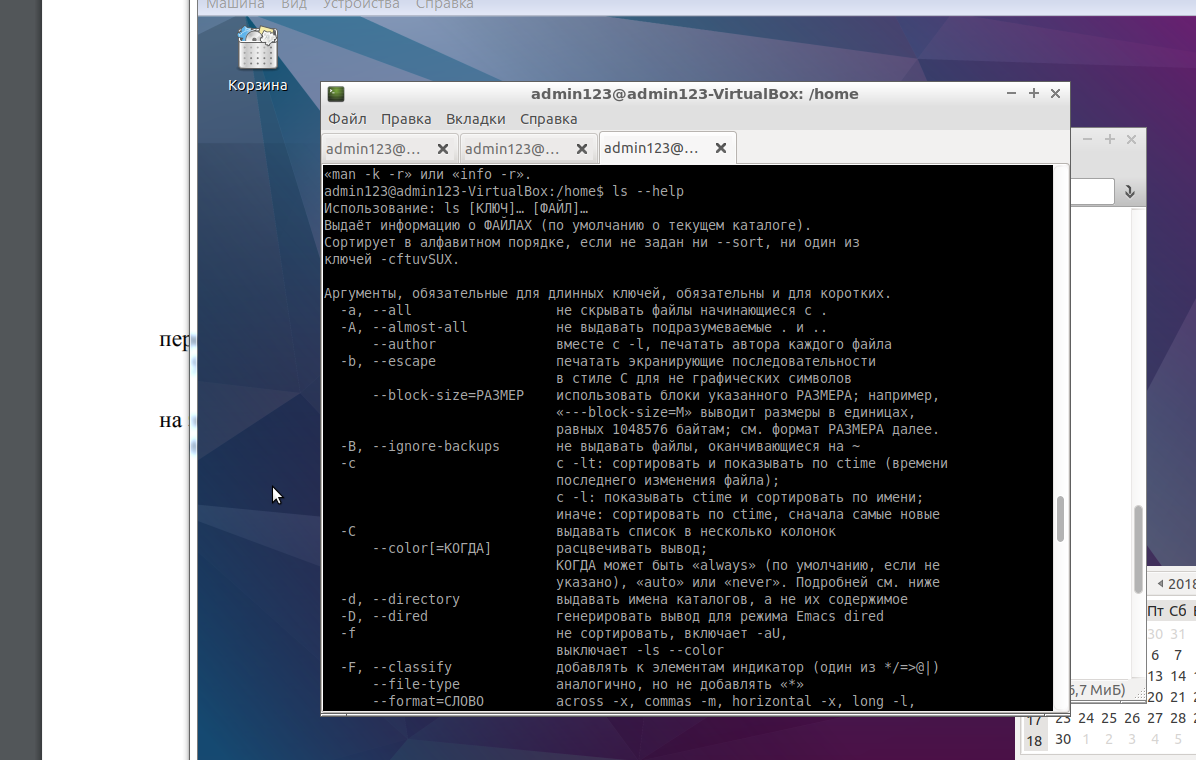 Машина Вид Устройства Справка
Корзина
admin123@admin123-VirtualBox: /home
Файл Правка Вкладки Справка
admin123@... admin123@... admin123@...
«man -k -r» или «info -r».
admin123@admin123-VirtualBox:/home$ ls --help
Использование: ls [КЛЮЧ]… [ФАЙЛ]…
Выдаёт информацию о ФАЙЛАХ (по умолчанию о текущем каталоге).
Сортирует в алфавитном порядке, если не задан ни --sort, ни один из
ключей -cftuvSUX.
Аргументы, обязательные для длинных ключей, обязательны и для коротких.
-a, --all не скрывать файлы начинающиеся с .
-A, --almost-all не выдавать подразумеваемые . и ..
--author вместе с -l, печатать автора каждого файла
-b, --escape печатать экранирующие последовательности
в стиле C для не графических символов
--block-size=РАЗМЕР использовать блоки указанного РАЗМЕРА; например,
«---block-size=M» выводит размеры в единицах,
равных 1048576 байтам; см. формат РАЗМЕРА далее.
-B, --ignore-backups не выдавать файлы, оканчивающиеся на ~
-c с -lt: сортировать и показывать по ctime (времени
последнего изменения файла);
с -l: показывать ctime и сортировать по имени;
иначе: сортировать по ctime, сначала самые новые
-C выдавать список в несколько колонок
--color[=КОГДА] расцвечивать вывод;
КОГДА может быть «always» (по умолчанию, если не
указано), «auto» или «never». Подробней см. ниже
-d, --directory выдавать имена каталогов, а не их содержимое
-D, --dired генерировать вывод для режима Emacs dired
-f не сортировать, включает -aU,
выключает -ls --color
-F, --classify добавлять к элементам индикатор (один из */=>@|)
--file-type аналогично, но не добавлять «*»
--format=СЛОВО across -x, commas -m, horizontal -x, long -l,
пер
на
2018
Пт Сб
30 31
6 7
13 14
6,7 МиБ)
20 21
17 23 24 25 26 27 28
18 30 1 2 3 4 5